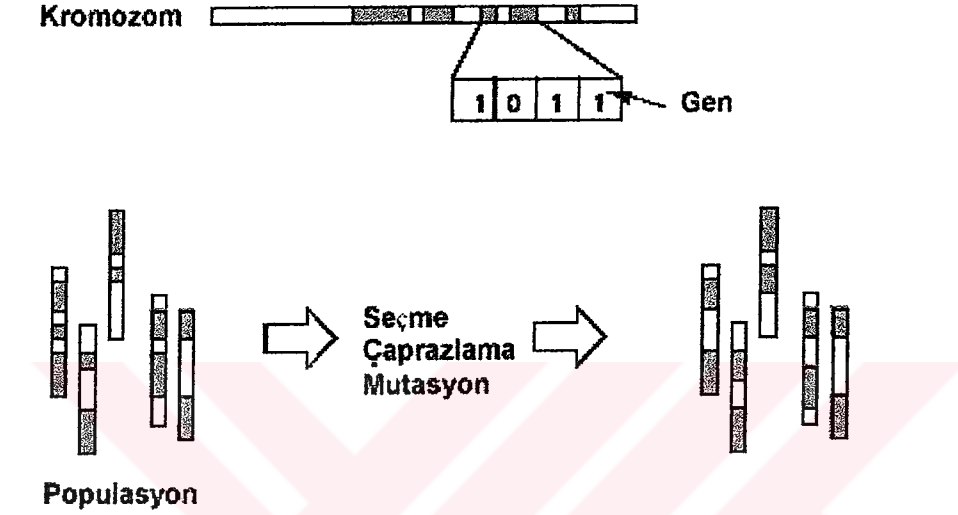 Kromozom
1 0 1 1
Gen
Seçme
Çaprazlama
Mutasyon
Populasyon